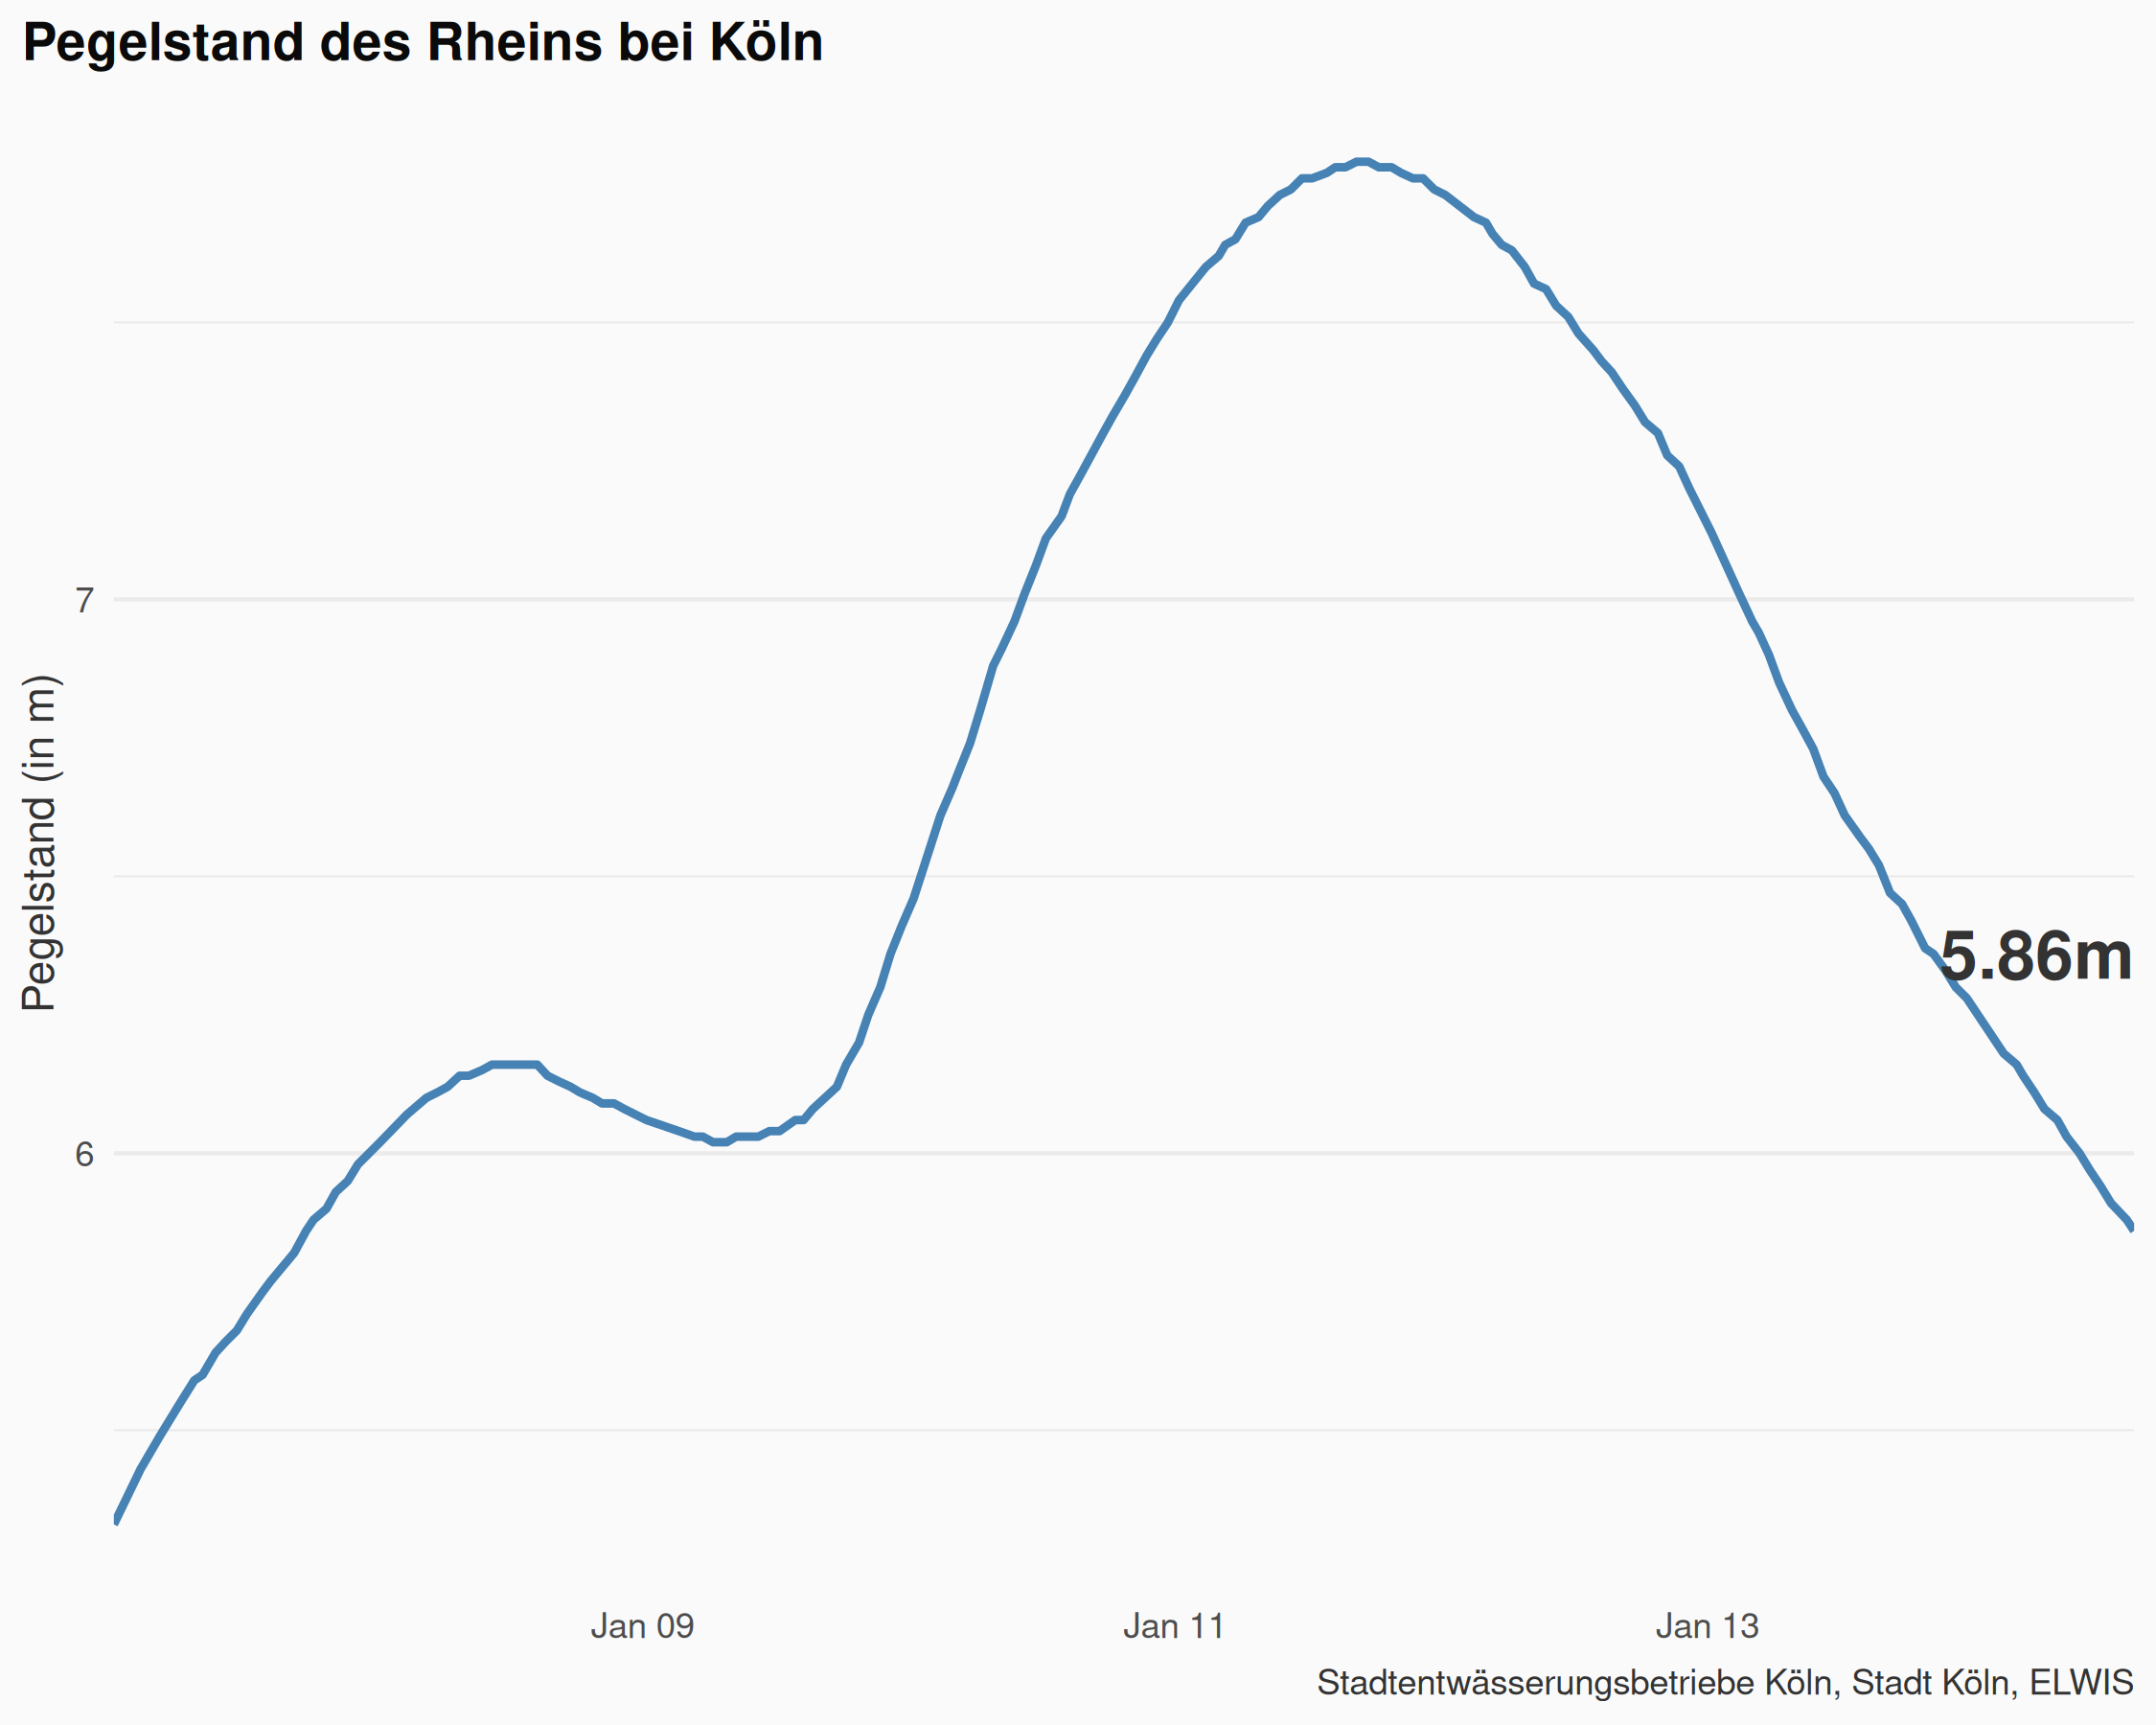 Pegelstand des Rheins bei Köln
Pegelstand (in m)
7
6
5.86m
Jan 09
Jan 11
Jan 13
Stadtentwässerungsbetriebe Köln, Stadt Köln, ELWIS